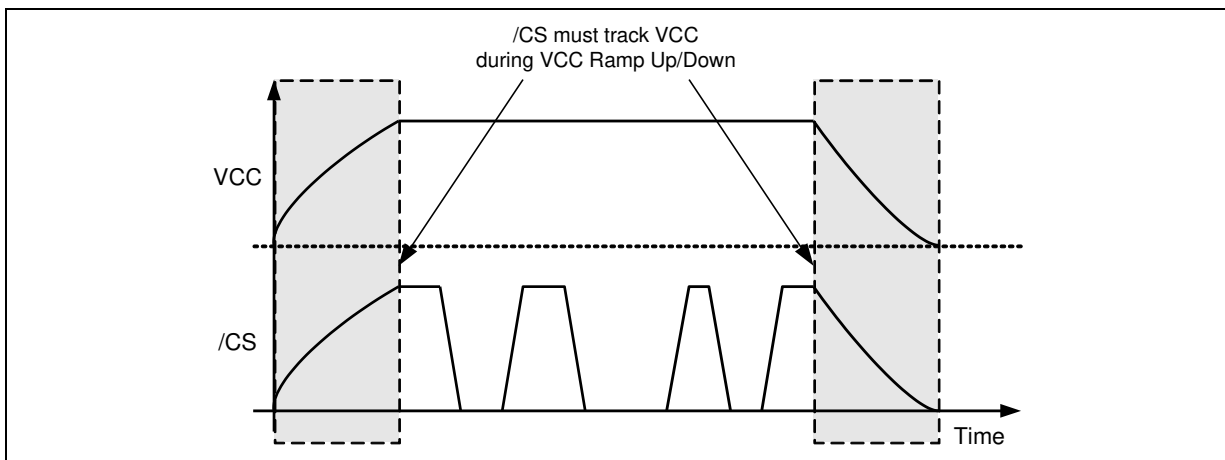 /CS must track VCC
during VCC Ramp Up/Down
VCC
/CS
Time